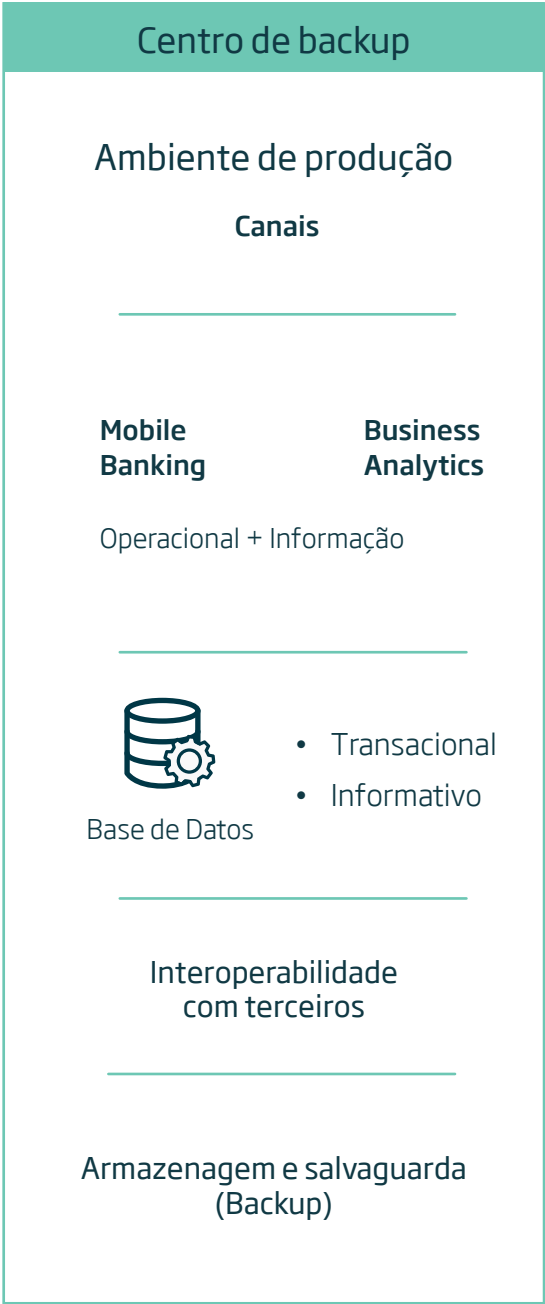 Centro de backup
Ambiente de produção
Canais
Mobile
Banking
Business
Analytics
Operacional + Informação
• Transacional
• Informativo
Base de Datos
Interoperabilidade
com terceiros
Armazenagem e salvaguarda
(Backup)